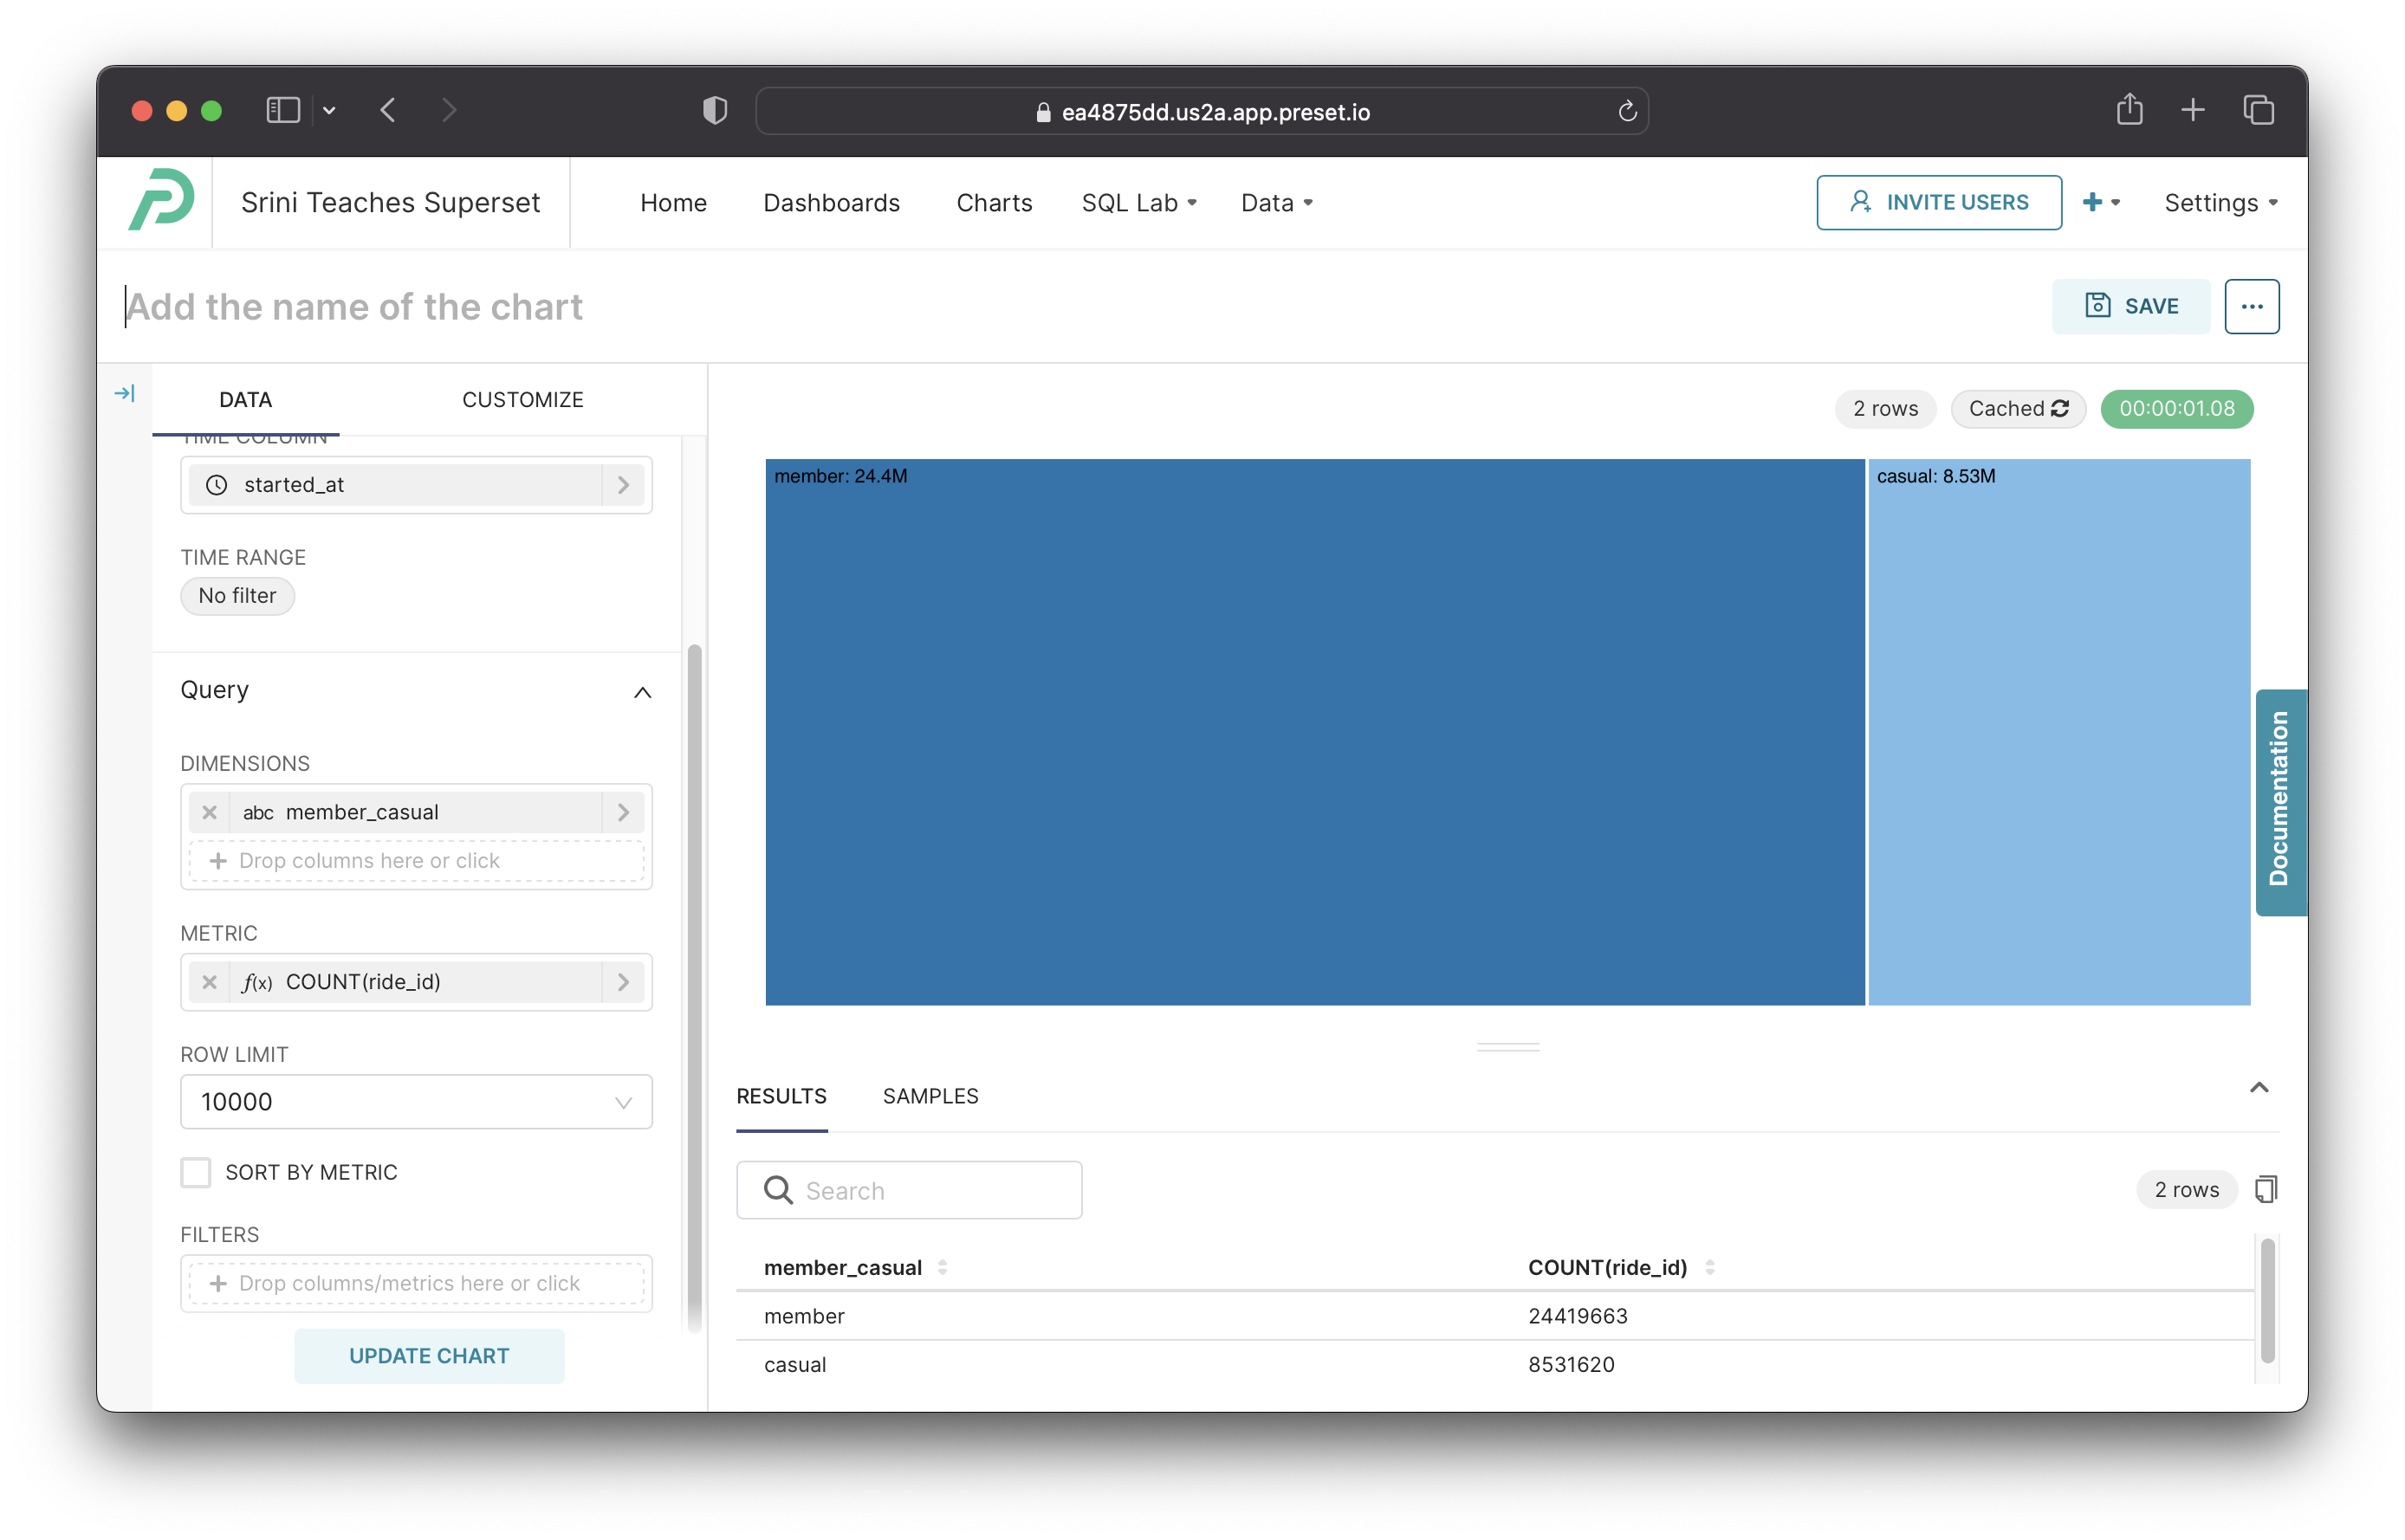 ea4875dd.us2a.app.preset.io
Srini Teaches Superset
Home
Dashboards
Charts
SQL Lab
Data
INVITE USERS
Settings
Add the name of the chart
SAVE
DATA
CUSTOMIZE
TIME COLUMN
started_at
TIME RANGE
No filter
Query
DIMENSIONS
abc member_casual
Drop columns here or click
METRIC
f(x) COUNT(ride_id)
ROW LIMIT
10000
SORT BY METRIC
FILTERS
Drop columns/metrics here or click
UPDATE CHART
2 rows
Cached
00:00:01.08
member: 24.4M
casual: 8.53M
Documentation
RESULTS
SAMPLES
Search
2 rows
member_casual
COUNT(ride_id)
member
24419663
casual
8531620